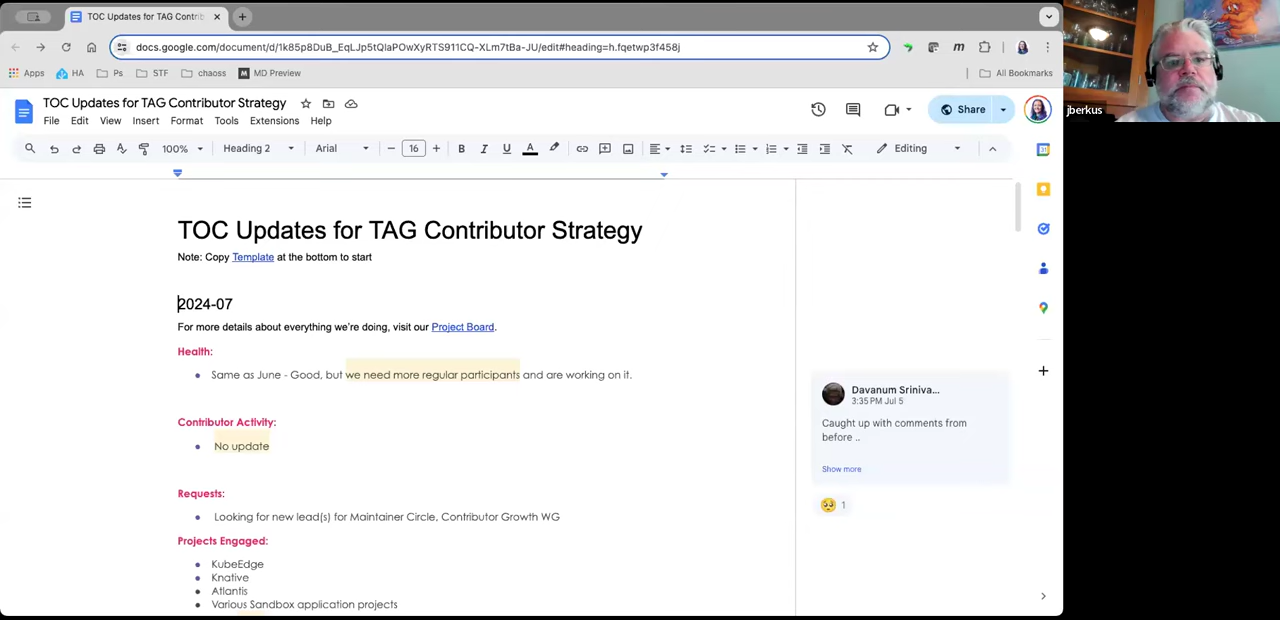 TOC Updates for TAG Contrib
docs.google.com/document/d/1k85p8DuB_EqLJp5tQlaPOwXyRTS911CQ-XLm7tBa-JU/edit#heading=h.fqetwp3f458j
Apps HA Ps STF chaoss M MD Preview All Bookmarks
TOC Updates for TAG Contributor Strategy
File Edit View Insert Format Tools Extensions Help
Share
100% Heading 2 Arial 16 B I U A Editing
TOC Updates for TAG Contributor Strategy
Note: Copy Template at the bottom to start
2024-07
For more details about everything we're doing, visit our Project Board.
Health:
Same as June - Good, but we need more regular participants and are working on it.
Contributor Activity:
No update
Requests:
Looking for new lead(s) for Maintainer Circle, Contributor Growth WG
Projects Engaged:
KubeEdge
Knative
Atlantis
Various Sandbox application projects
Davanum Sriniva...
3:35 PM Jul 5
Caught up with comments from
before ..
Show more
1
jberkus